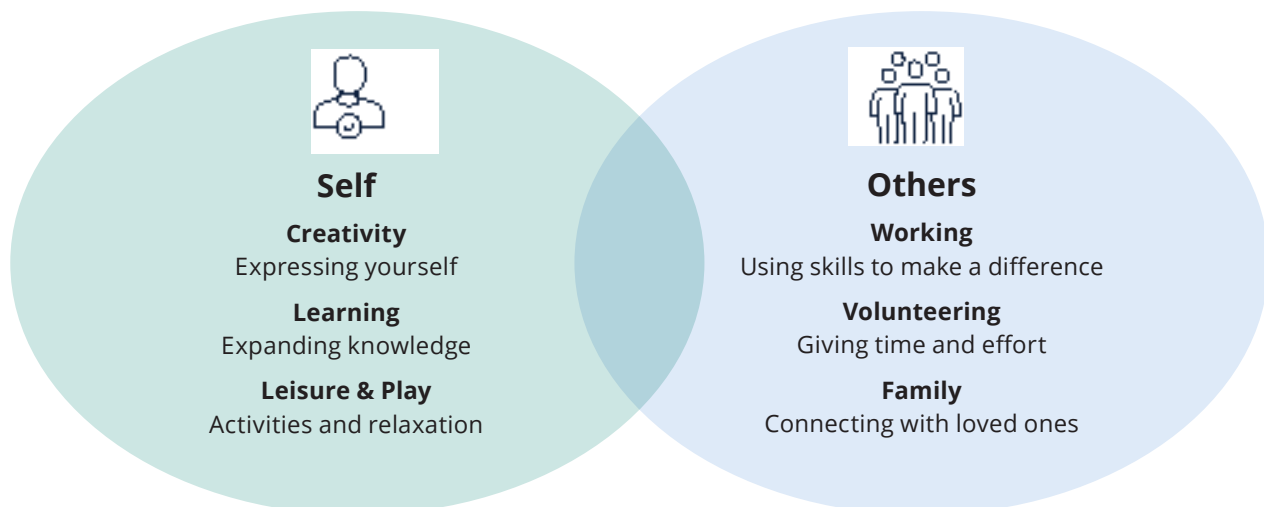 Self
Creativity
Expressing yourself
Learning
Expanding knowledge
Leisure & Play
Activities and relaxation
Others
Working
Using skills to make a difference
Volunteering
Giving time and effort
Family
Connecting with loved ones